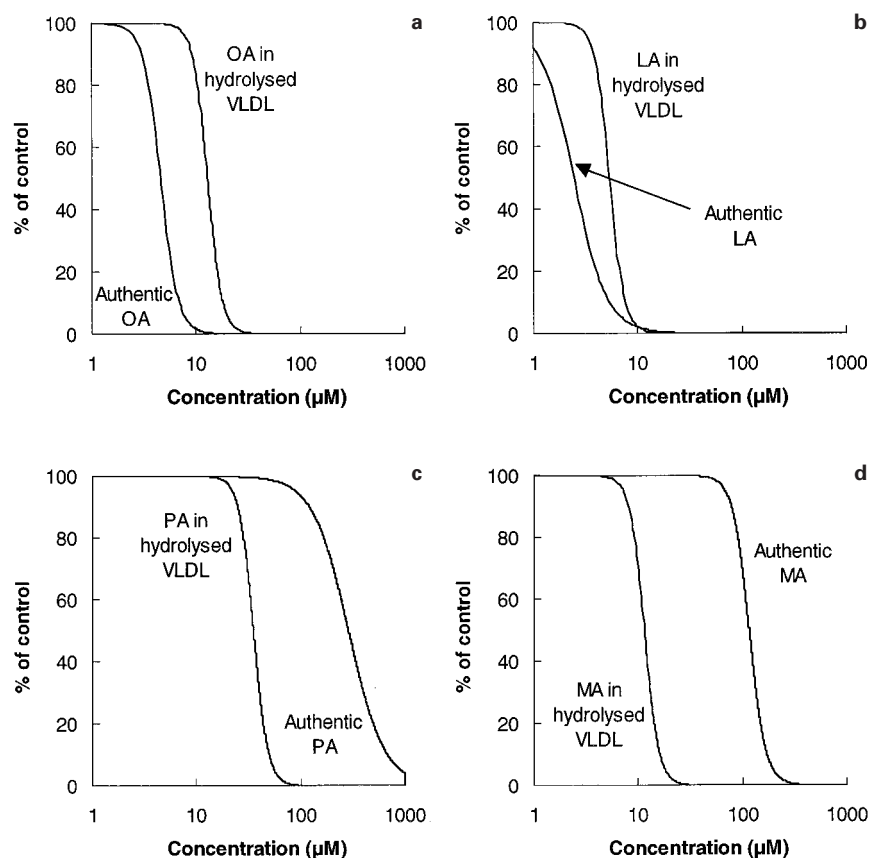 a
% of control
100
80
60
40
20
0
OA in
hydrolysed
VLDL
Authentic
OA
1
10
100
1000
Concentration (µM)
b
% of control
100
80
60
40
20
0
LA in
hydrolysed
VLDL
Authentic
LA
1
10
100
1000
Concentration (µM)
c
% of control
100
80
60
40
20
0
PA in
hydrolysed
VLDL
Authentic
PA
1
10
100
1000
Concentration (µM)
d
% of control
100
80
60
40
20
0
Authentic
MA
MA in
hydrolysed
VLDL
1
10
100
1000
Concentration (µM)